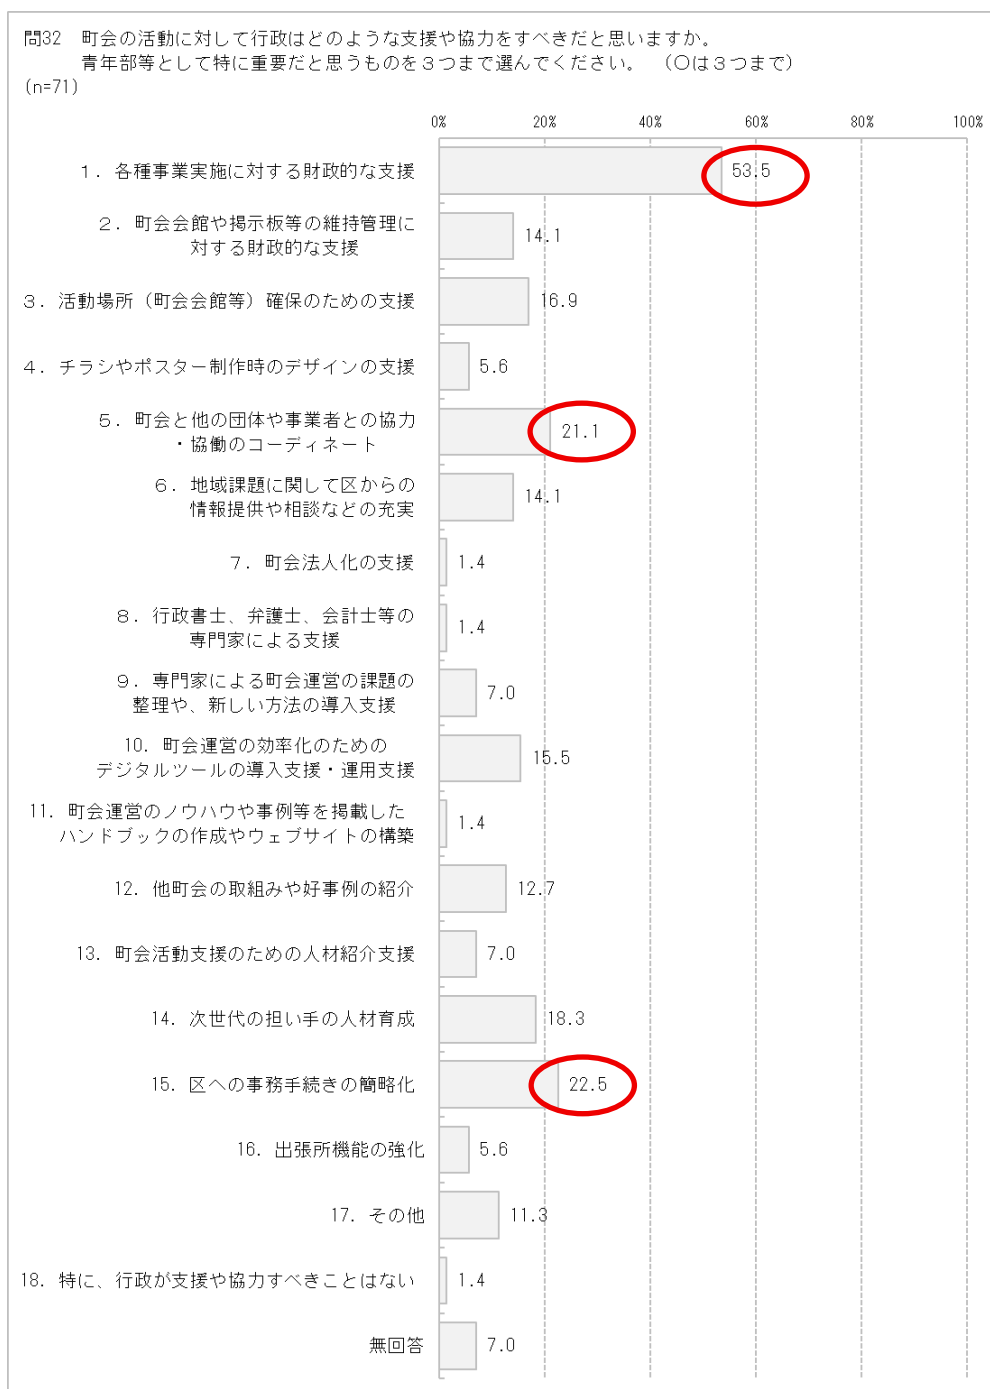 問32 町会の活動に対して行政はどのような支援や協力をすべきだと思いますか。
青年部等として特に重要だと思うものを３つまで選んでください。（○は３つまで）
(n=71)
0% 20% 40% 60% 80% 100%
１．各種事業実施に対する財政的な支援 53.5
２．町会会館や掲示板等の維持管理に
対する財政的な支援 14.1
３．活動場所（町会会館等）確保のための支援 16.9
４．チラシやポスター制作時のデザインの支援 5.6
５．町会と他の団体や事業者との協力
・協働のコーディネート 21.1
６．地域課題に関して区からの
情報提供や相談などの充実 14.1
７．町会法人化の支援 1.4
８．行政書士、弁護士、会計士等の
専門家による支援 1.4
９．専門家による町会運営の課題の
整理や、新しい方法の導入支援 7.0
10．町会運営の効率化のための
デジタルツールの導入支援・運用支援 15.5
11．町会運営のノウハウや事例等を掲載した
ハンドブックの作成やウェブサイトの構築 1.4
12．他町会の取組みや好事例の紹介 12.7
13．町会活動支援のための人材紹介支援 7.0
14．次世代の担い手の人材育成 18.3
15．区への事務手続きの簡略化 22.5
16．出張所機能の強化 5.6
17．その他 11.3
18．特に、行政が支援や協力すべきことはない 1.4
無回答 7.0